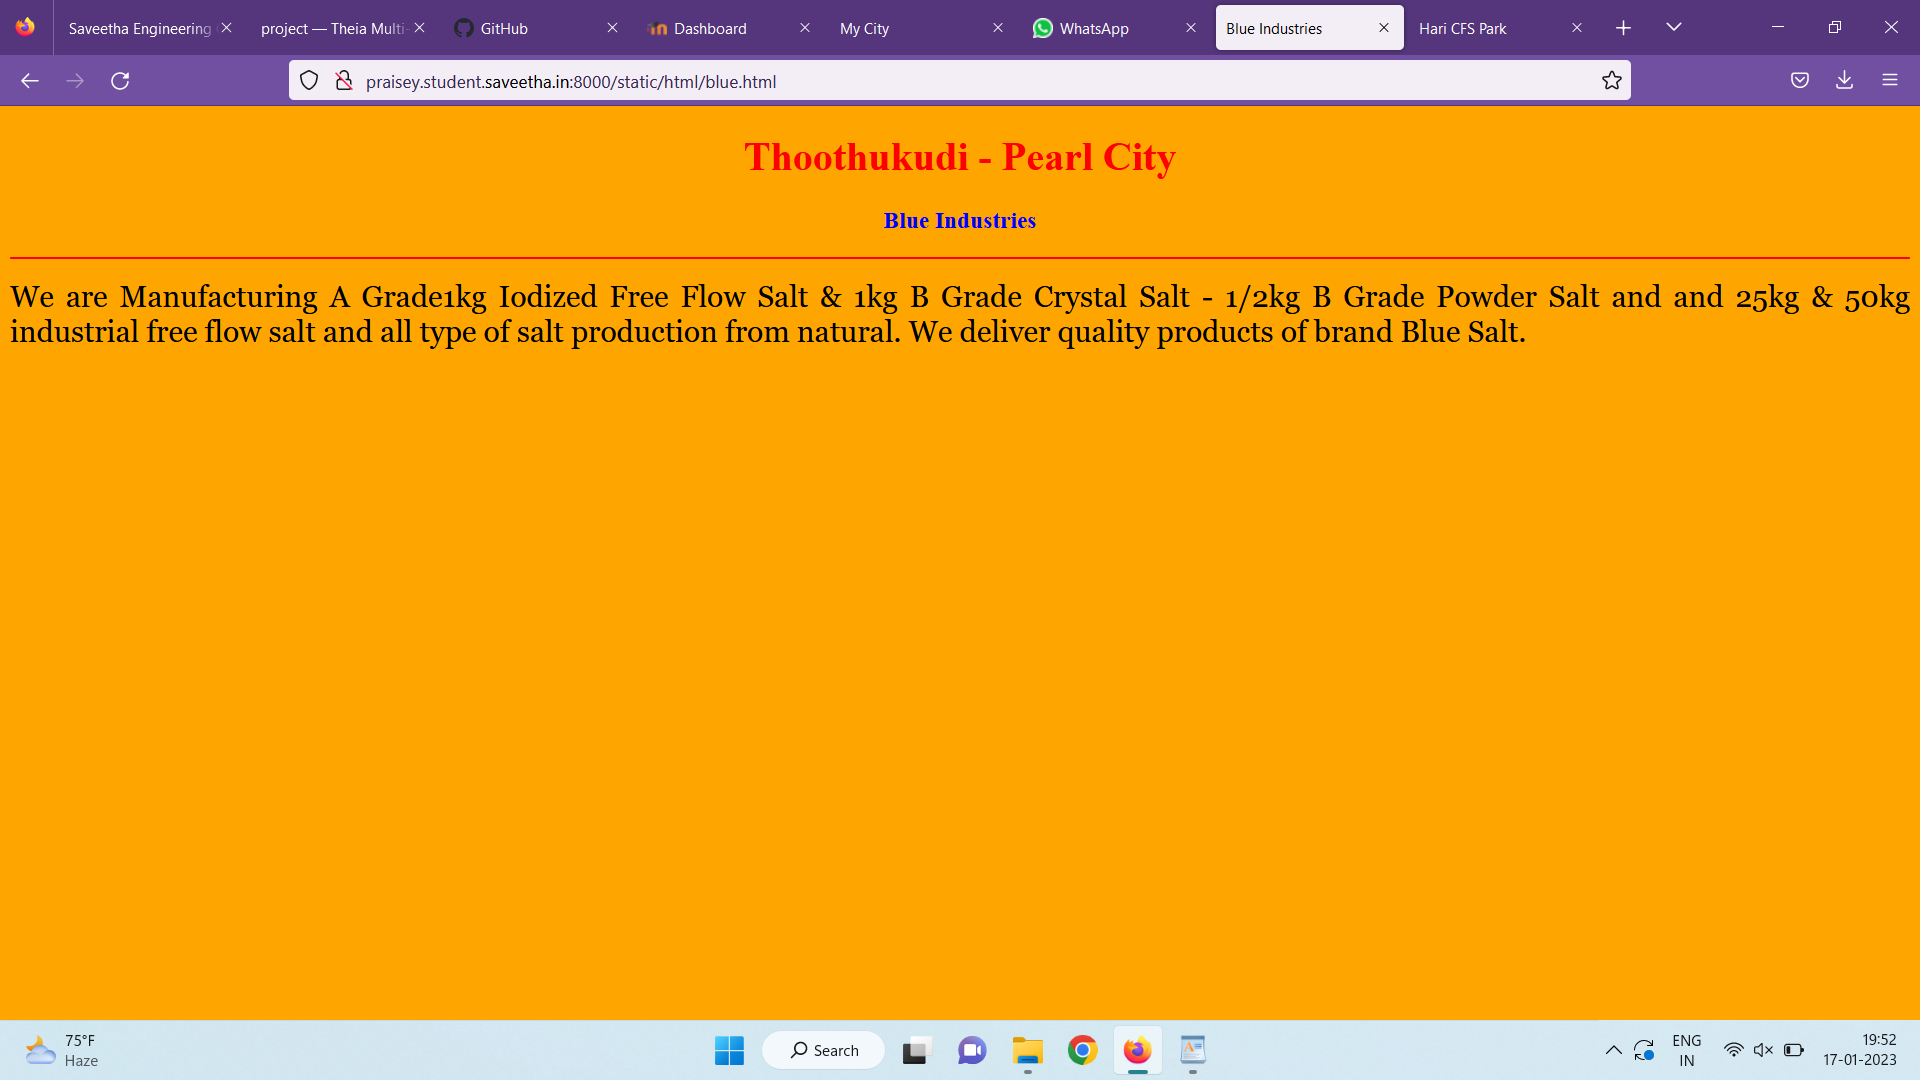 Saveetha Engineering
project — Theia Multi-
GitHub
Dashboard
My City
WhatsApp
Blue Industries
Hari CFS Park
praisey.student.saveetha.in:8000/static/html/blue.html
Thoothukudi - Pearl City
Blue Industries
We are Manufacturing A Grade1kg Iodized Free Flow Salt & 1kg B Grade Crystal Salt - 1/2kg B Grade Powder Salt and and 25kg & 50kg
industrial free flow salt and all type of salt production from natural. We deliver quality products of brand Blue Salt.
75°F
Haze
Search
ENG
IN
19:52
17-01-2023